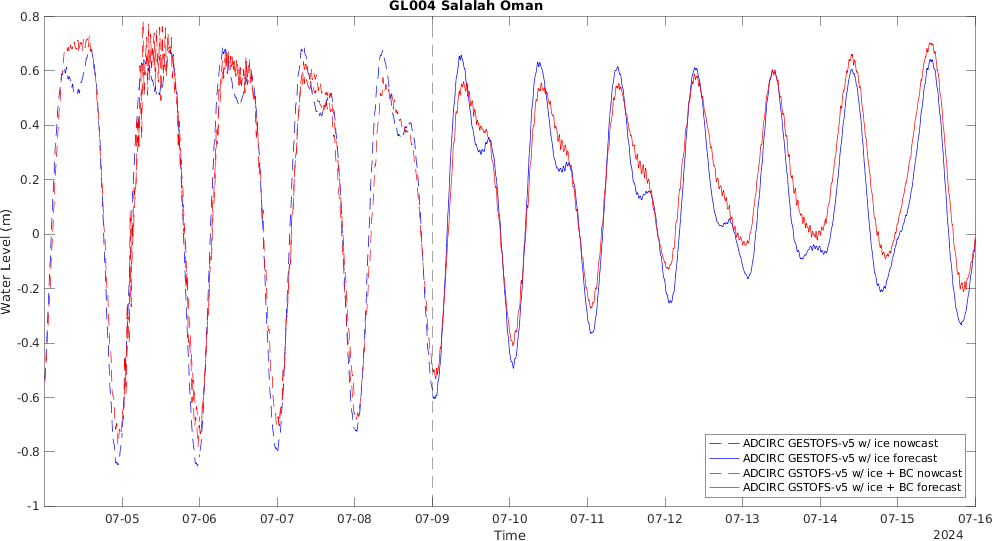 GL004 Salalah Oman
0.8
0.6
0.4
0.2
0
-0.2
-0.4
-0.6
-0.8
-1
Water Level (m)
ADCIRC GESTOFS-v5 w/ ice nowcast
ADCIRC GESTOFS-v5 w/ ice forecast
ADCIRC GSTOFS-v5 w/ ice + BC nowcast
ADCIRC GSTOFS-v5 w/ ice + BC forecast
07-05 07-06 07-07 07-08 07-09 07-10 07-11 07-12 07-13 07-14 07-15 07-16
Time
2024